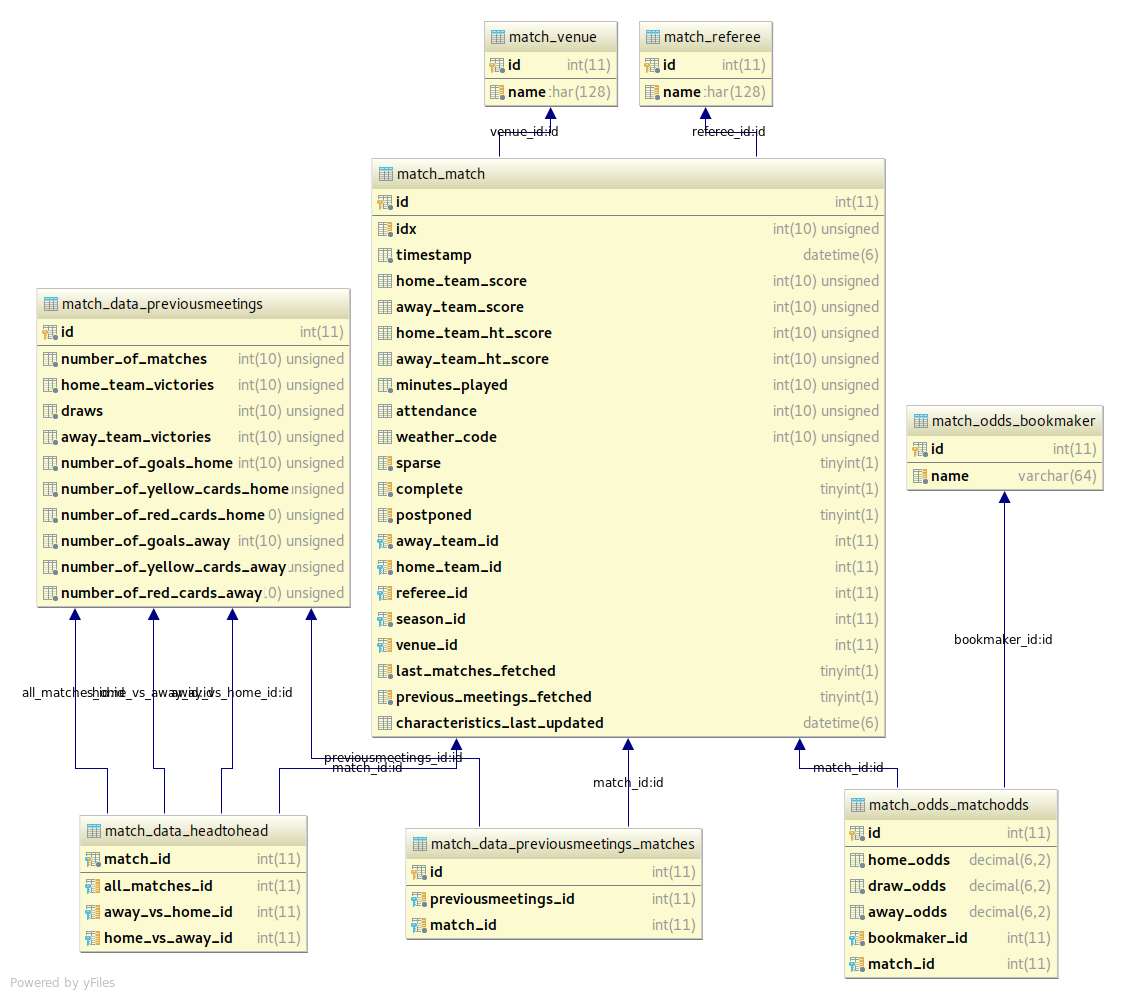 match_venue
id int(11)
name :har(128)
match_referee
id int(11)
name :har(128)
venue_id:id
referee_id:id
match_match
id int(11)
idx int(10) unsigned
timestamp datetime(6)
home_team_score int(10) unsigned
away_team_score int(10) unsigned
home_team_ht_score int(10) unsigned
away_team_ht_score int(10) unsigned
minutes_played int(10) unsigned
attendance int(10) unsigned
weather_code int(10) unsigned
sparse tinyint(1)
complete tinyint(1)
postponed tinyint(1)
away_team_id int(11)
home_team_id int(11)
referee_id int(11)
season_id int(11)
venue_id int(11)
last_matches_fetched tinyint(1)
previous_meetings_fetched tinyint(1)
characteristics_last_updated datetime(6)
match_data_previousmeetings
id int(11)
number_of_matches int(10) unsigned
home_team_victories int(10) unsigned
draws int(10) unsigned
away_team_victories int(10) unsigned
number_of_goals_home int(10) unsigned
number_of_yellow_cards_home unsigned
number_of_red_cards_home 0) unsigned
number_of_goals_away int(10) unsigned
number_of_yellow_cards_away unsigned
number_of_red_cards_away .0) unsigned
match_odds_bookmaker
id int(11)
name varchar(64)
bookmaker_id:id
all_matches_id:id
home_vs_away_id:id
away_vs_home_id:id
previousmeetings_id:id
match_id:id
match_id:id
match_id:id
match_data_headtohead
match_id int(11)
all_matches_id int(11)
away_vs_home_id int(11)
home_vs_away_id int(11)
match_data_previousmeetings_matches
id int(11)
previousmeetings_id int(11)
match_id int(11)
match_odds_matchodds
id int(11)
home_odds decimal(6,2)
draw_odds decimal(6,2)
away_odds decimal(6,2)
bookmaker_id int(11)
match_id int(11)
Powered by yFiles